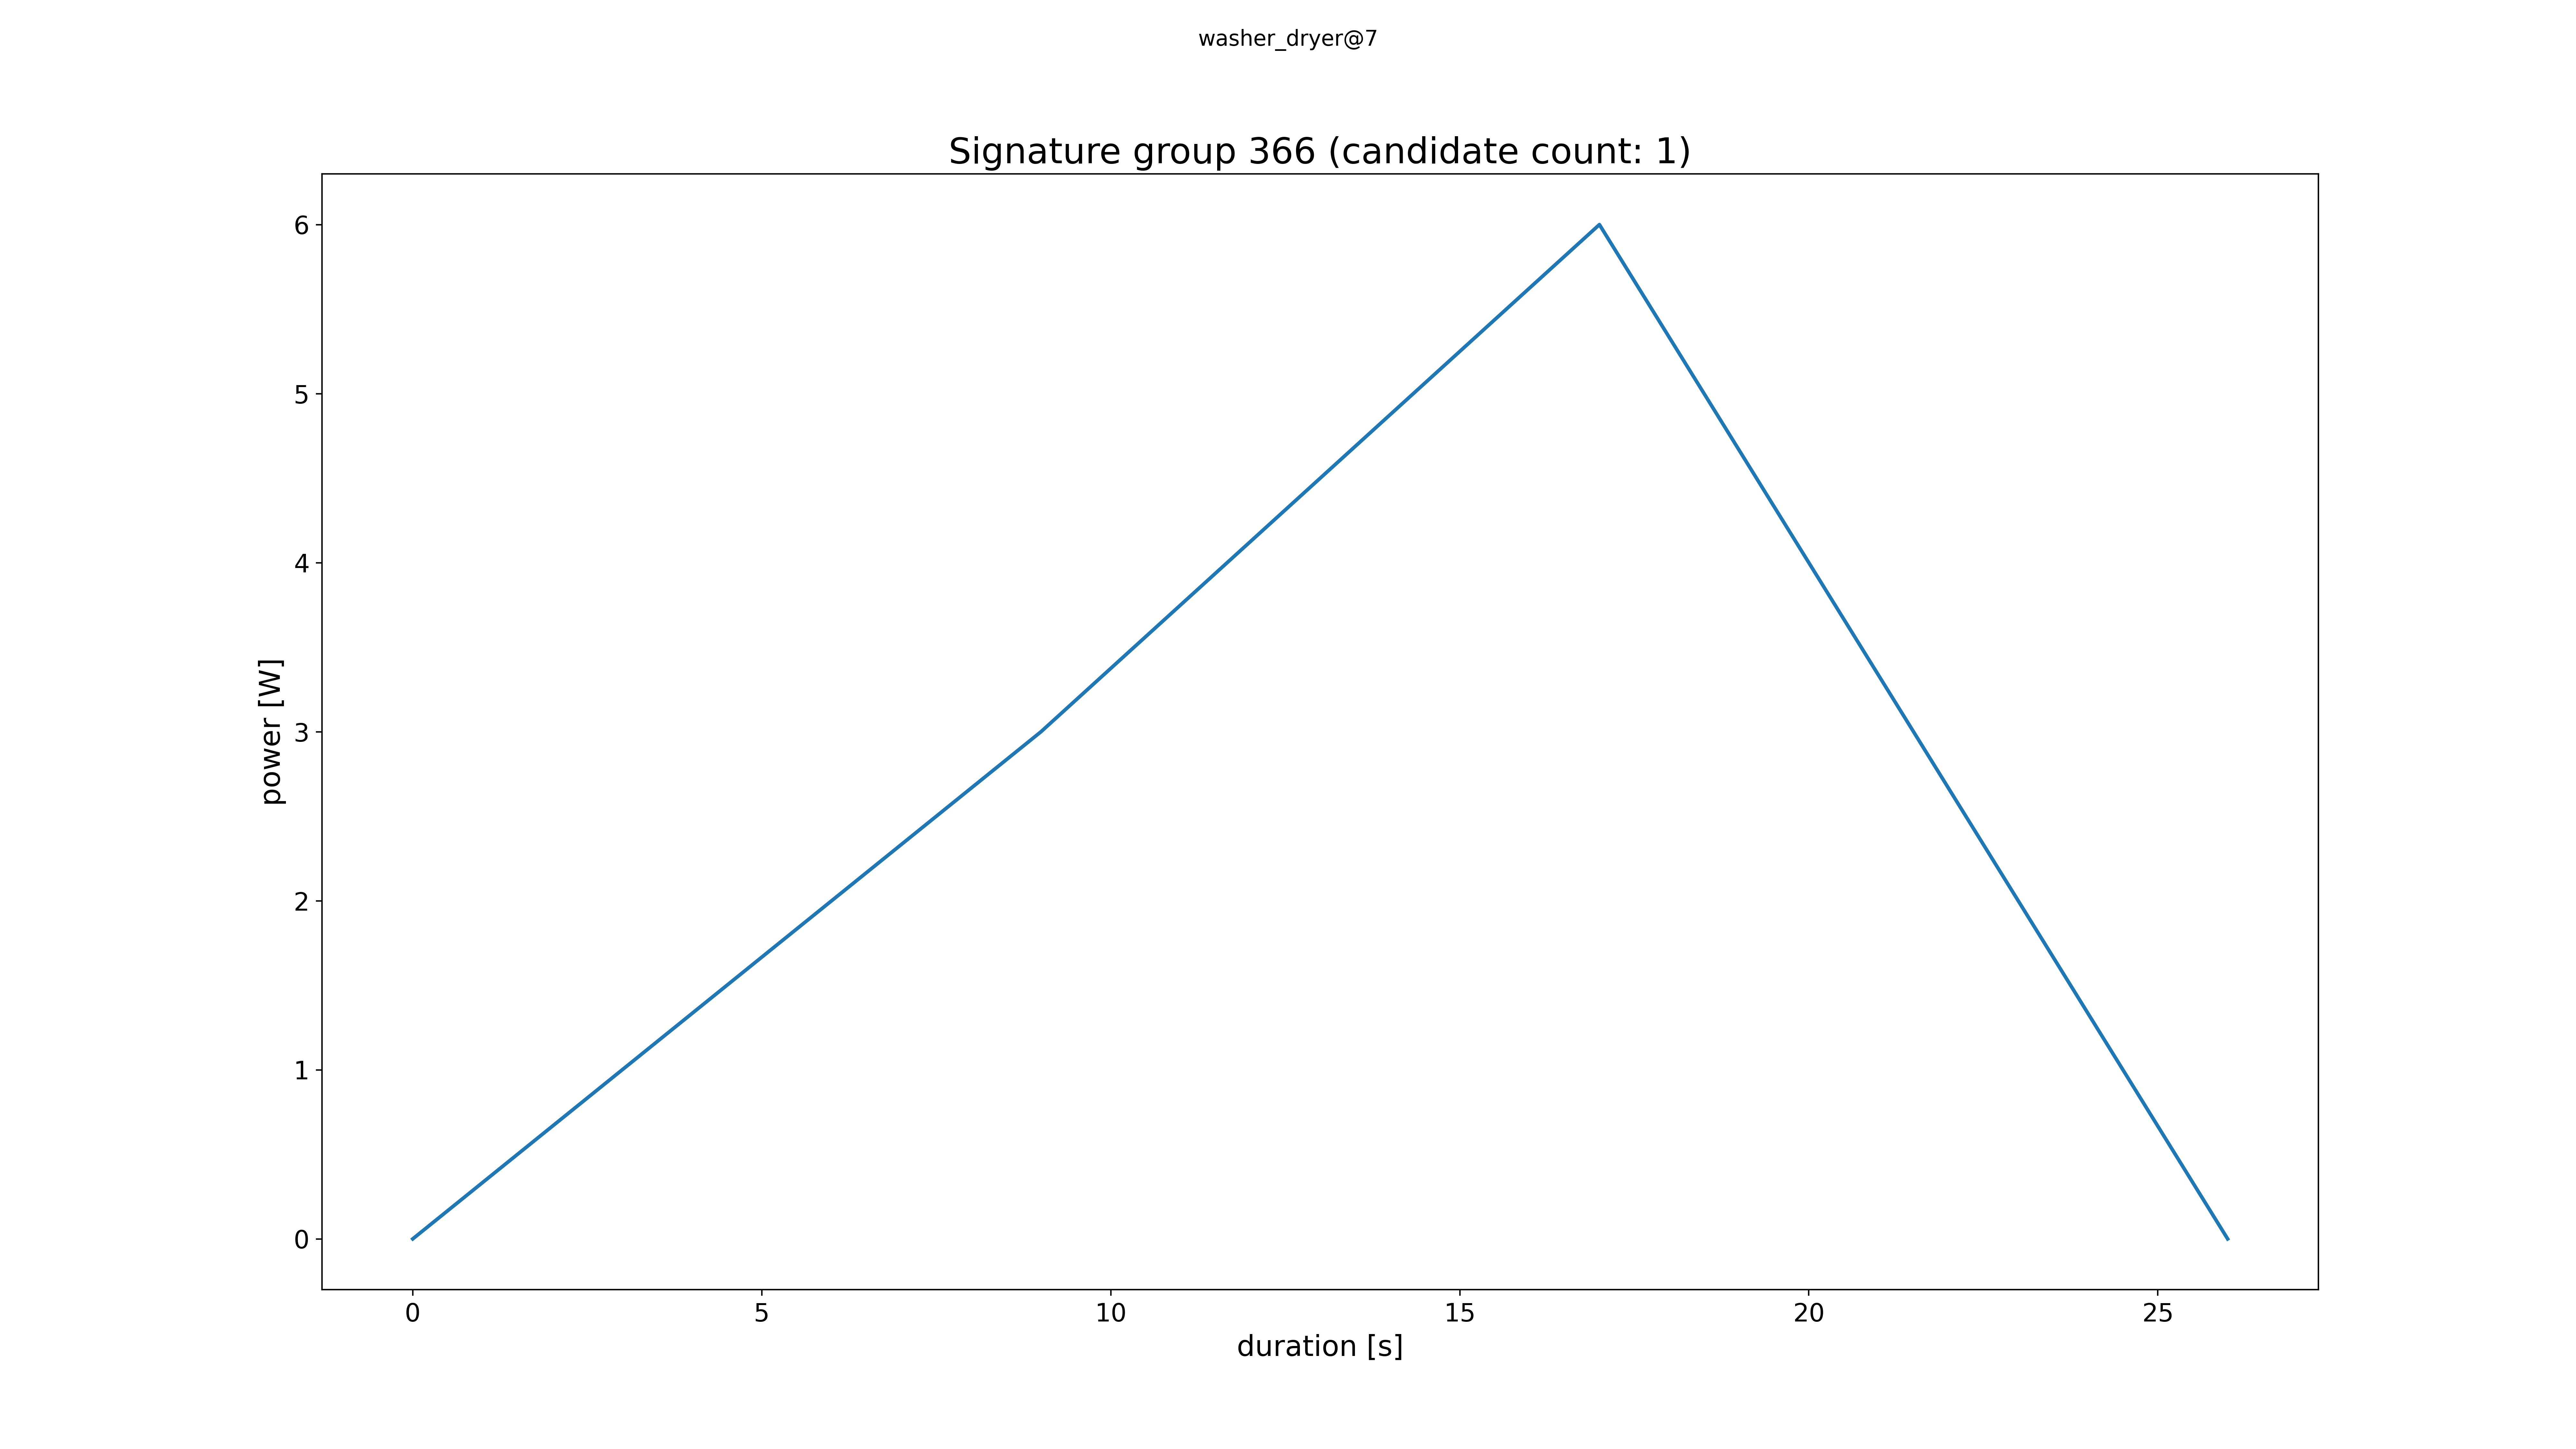 washer_dryer@7
Signature group 366 (candidate count: 1)
6
5
4
3
2
1
0
power [W]
0 5 10 15 20 25
duration [s]